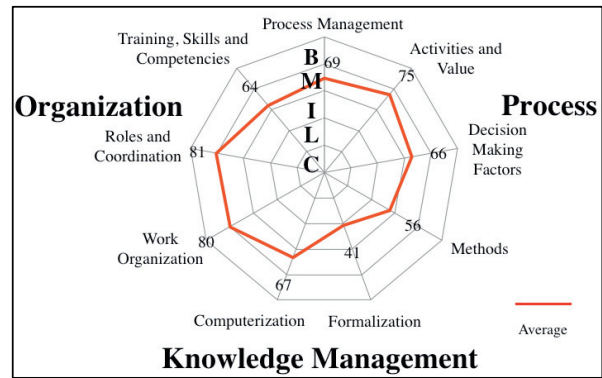 Process Management
Training, Skills and
Competencies
Activities and
Value
B
69
M
64
75
Organization
Process
I
Roles and
Coordination
81
L
Decision
Making
Factors
66
C
56
Work
Organization
80
Methods
41
67
Computerization
Formalization
Average
Knowledge Management